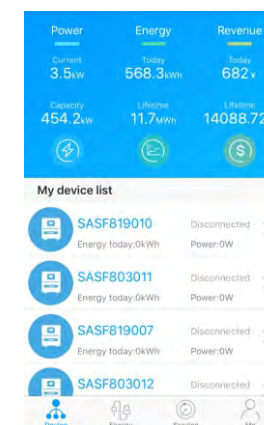 Power Energy Revenue
Current Today Today
3.5kW 568.3kWh 682¥
Capacity Lifetime Lifetime
454.2kW 11.7MWh 14088.72
My device list
SASF819010 Disconnected
Energy today:0kWh Power:0W
SASF803011 Disconnected
Energy today:0kWh Power:0W
SASF819007 Disconnected
Energy today:0kWh Power:0W
SASF803012 Disconnected
Device Energy Me